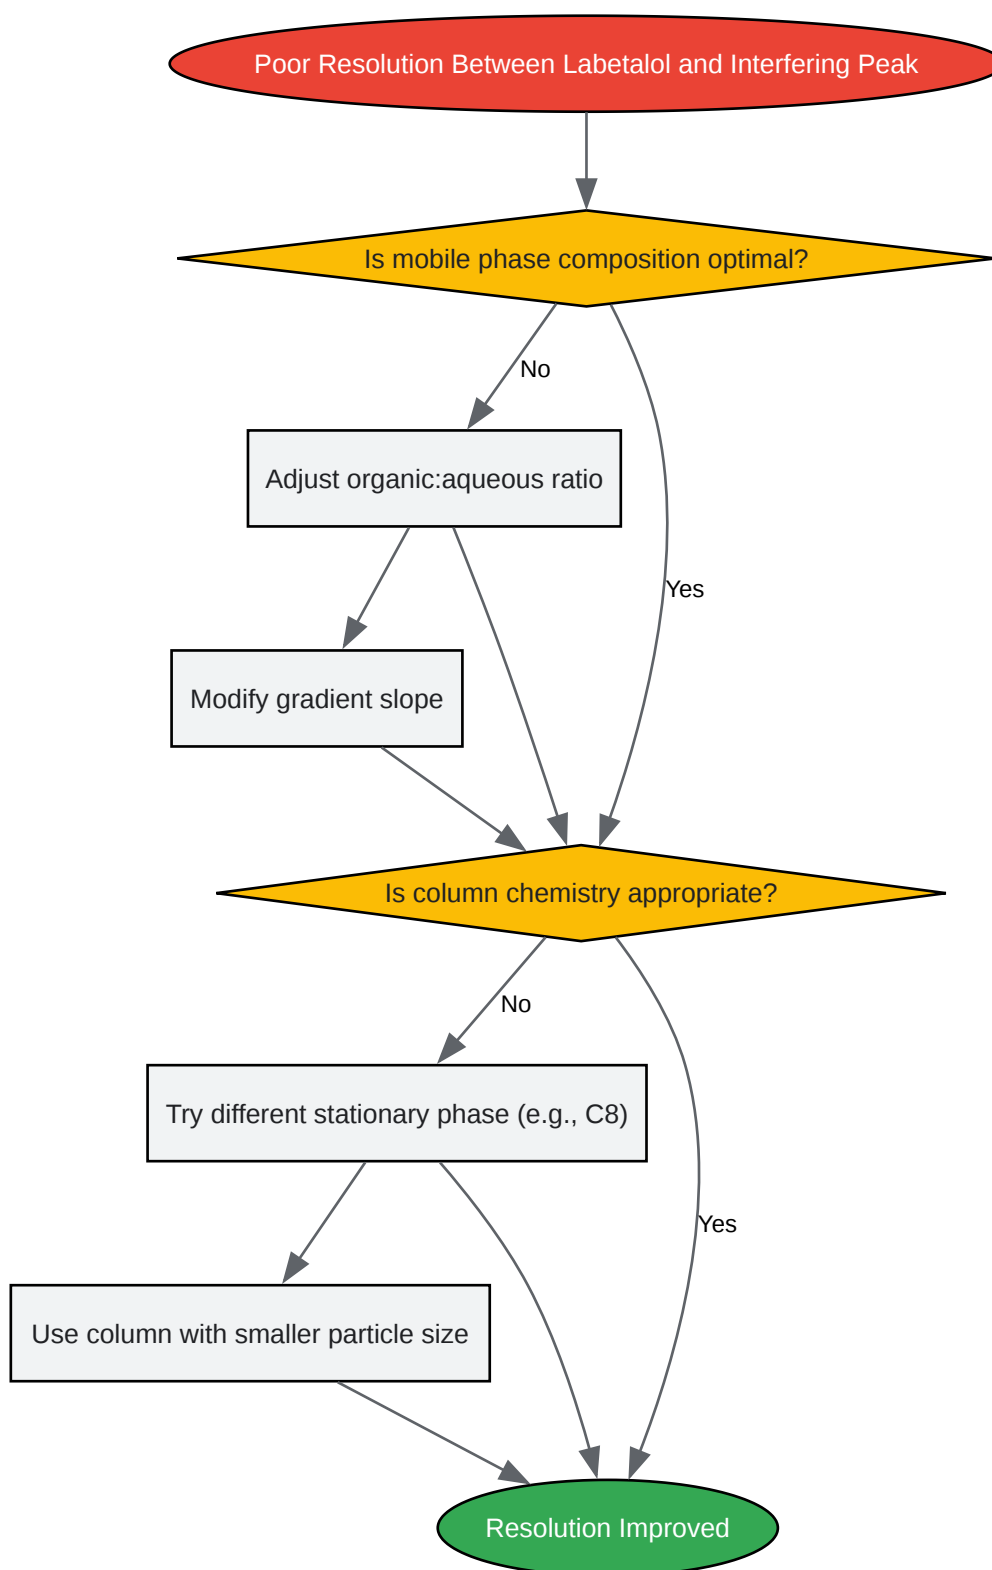 Poor Resolution Between Labetalol and Interfering Peak
Is mobile phase composition optimal?
No
Adjust organic:aqueous ratio
Yes
Modify gradient slope
Is column chemistry appropriate?
No
Try different stationary phase (e.g., C8)
Yes
Use column with smaller particle size
Resolution Improved